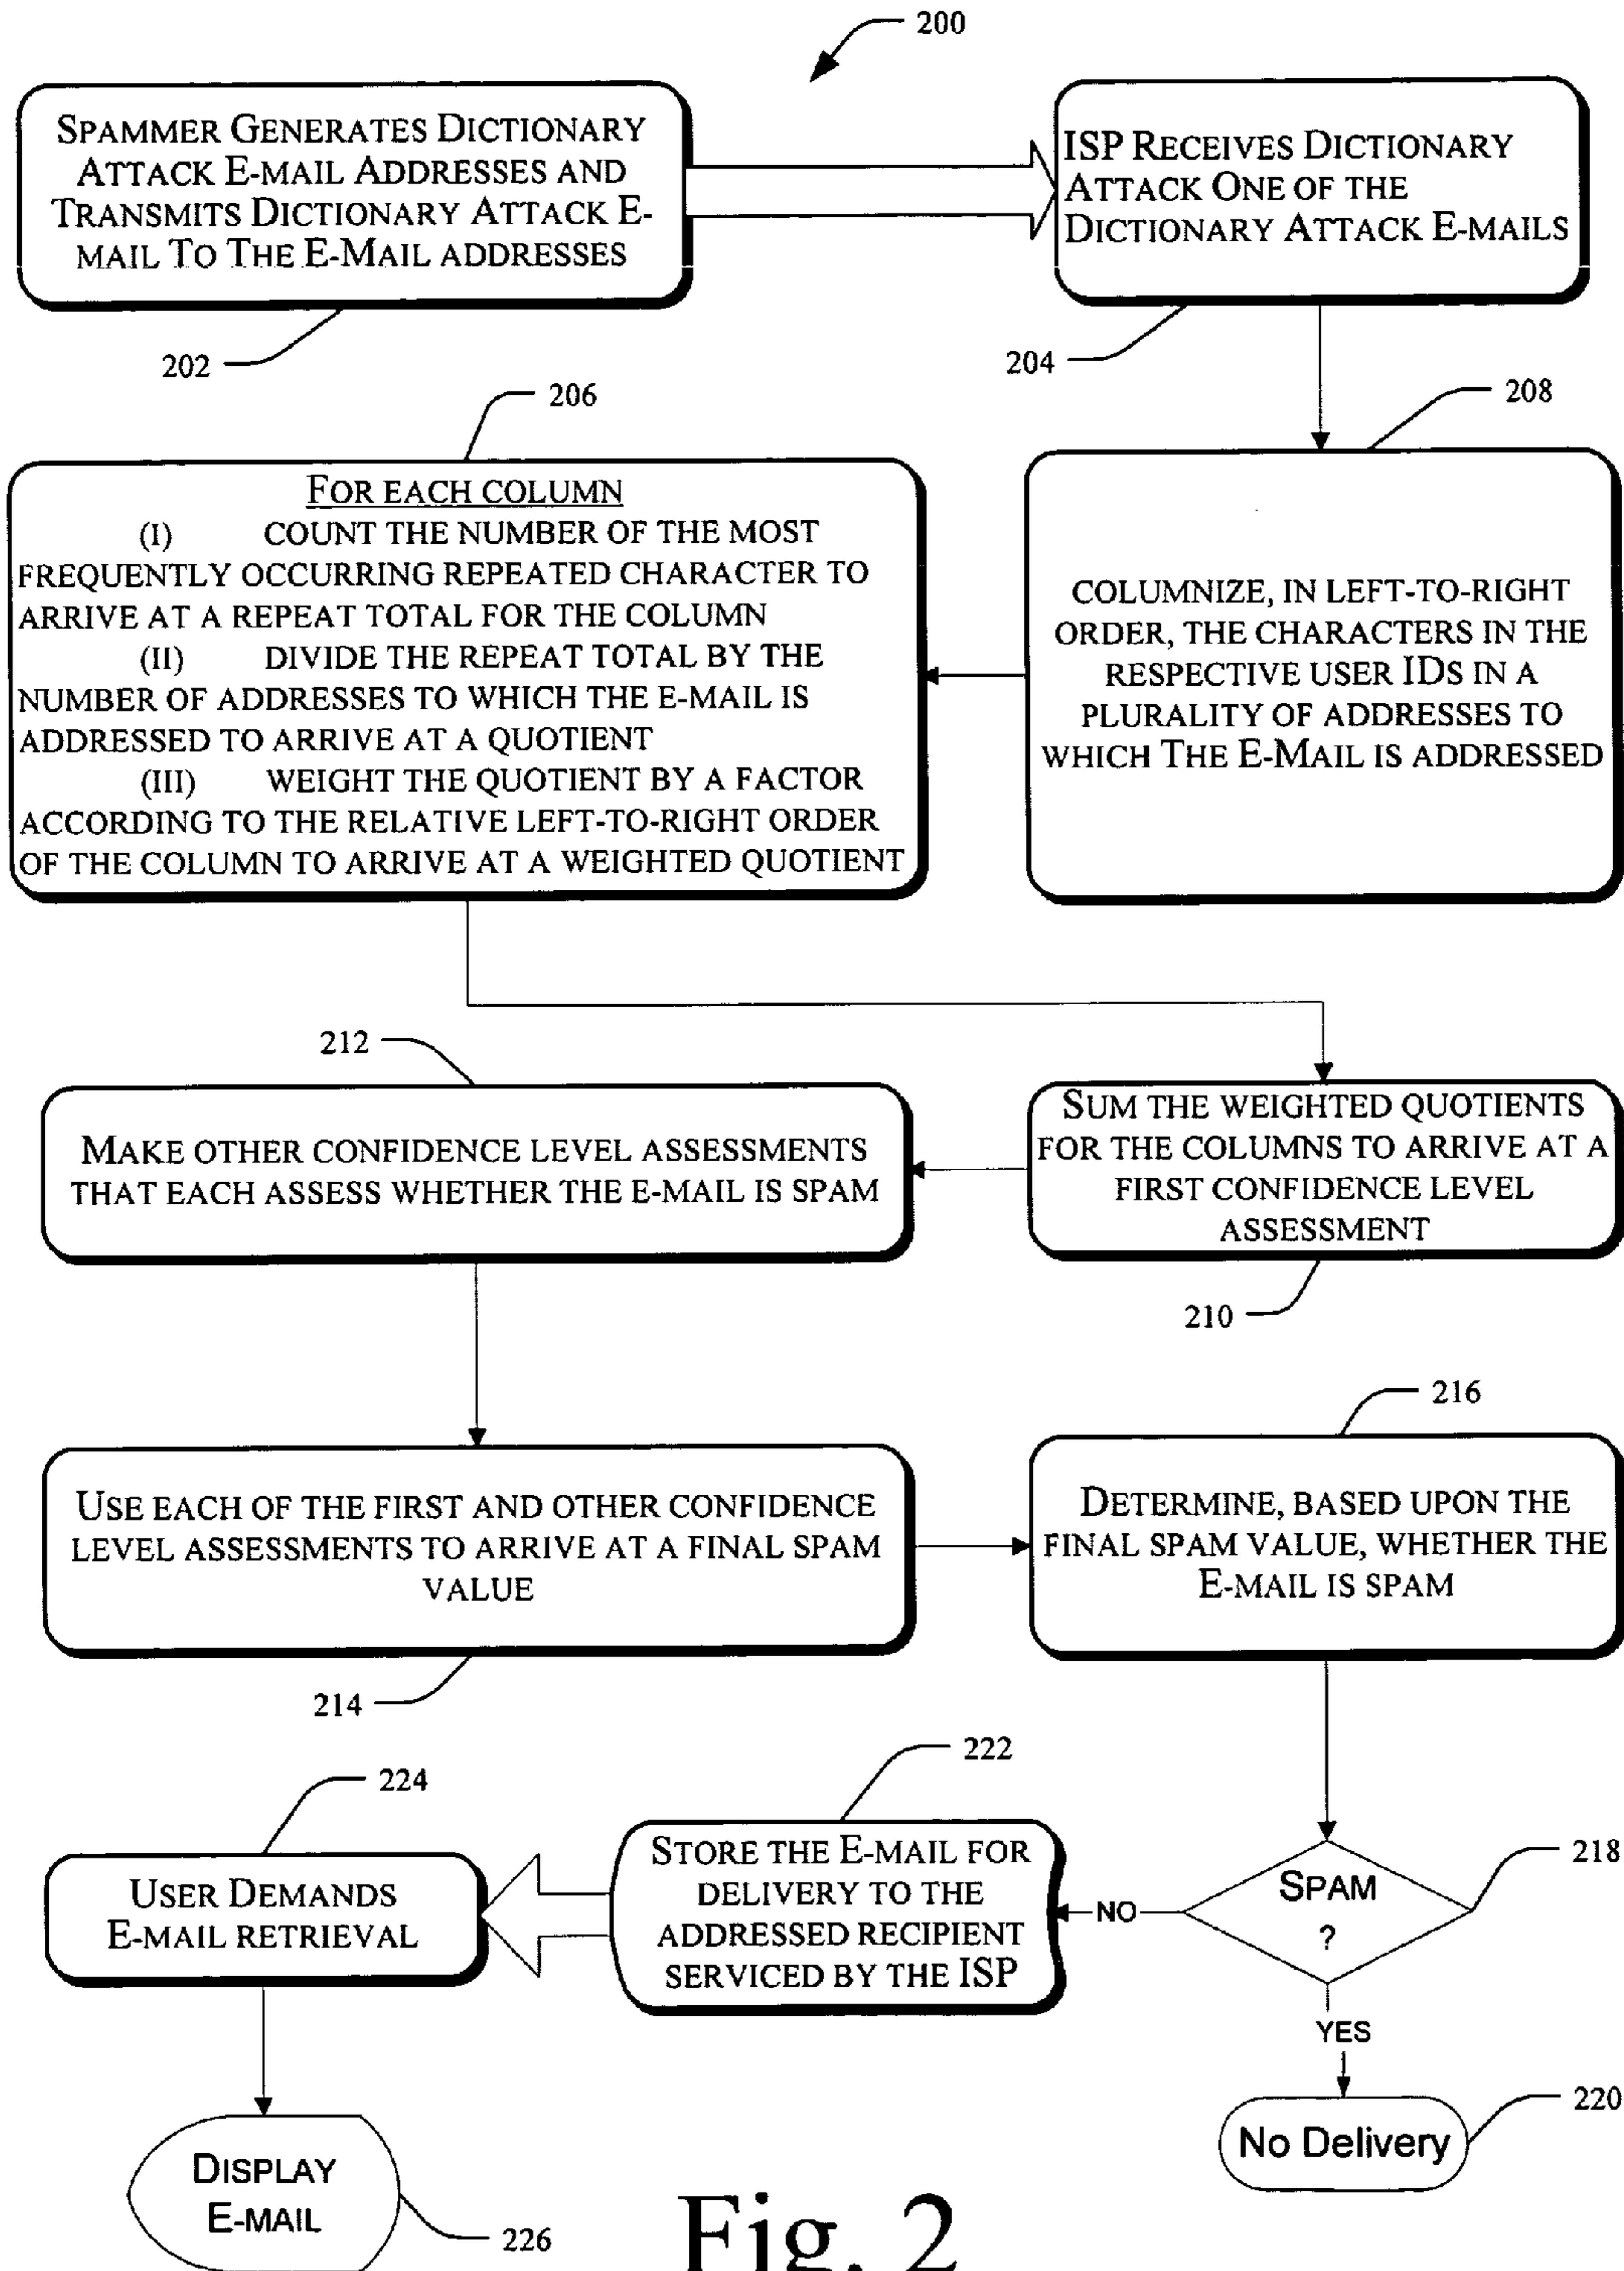 200
SPAMMER GENERATES DICTIONARY
ATTACK E-MAIL ADDRESSES AND
TRANSMITS DICTIONARY ATTACK E-
MAIL TO THE E-MAIL ADDRESSES
202
ISP RECEIVES DICTIONARY
ATTACK ONE OF THE
DICTIONARY ATTACK E-MAILS
204
206
FOR EACH COLUMN
(I) COUNT THE NUMBER OF THE MOST
FREQUENTLY OCCURRING REPEATED CHARACTER TO
ARRIVE AT A REPEAT TOTAL FOR THE COLUMN
(II) DIVIDE THE REPEAT TOTAL BY THE
NUMBER OF ADDRESSES TO WHICH THE E-MAIL IS
ADDRESSED TO ARRIVE AT A QUOTIENT
(III) WEIGHT THE QUOTIENT BY A FACTOR
ACCORDING TO THE RELATIVE LEFT-TO-RIGHT ORDER
OF THE COLUMN TO ARRIVE AT A WEIGHTED QUOTIENT
208
COLUMNIZE, IN LEFT-TO-RIGHT
ORDER, THE CHARACTERS IN THE
RESPECTIVE USER IDS IN A
PLURALITY OF ADDRESSES TO
WHICH THE E-MAIL IS ADDRESSED
212
MAKE OTHER CONFIDENCE LEVEL ASSESSMENTS
THAT EACH ASSESS WHETHER THE E-MAIL IS SPAM
SUM THE WEIGHTED QUOTIENTS
FOR THE COLUMNS TO ARRIVE AT A
FIRST CONFIDENCE LEVEL
ASSESSMENT
210
USE EACH OF THE FIRST AND OTHER CONFIDENCE
LEVEL ASSESSMENTS TO ARRIVE AT A FINAL SPAM
VALUE
214
216
DETERMINE, BASED UPON THE
FINAL SPAM VALUE, WHETHER THE
E-MAIL IS SPAM
224
USER DEMANDS
E-MAIL RETRIEVAL
222
STORE THE E-MAIL FOR
DELIVERY TO THE
ADDRESSED RECIPIENT
SERVICED BY THE ISP
NO
SPAM
?
218
YES
No Delivery
220
DISPLAY
E-MAIL
226
Fig. 2